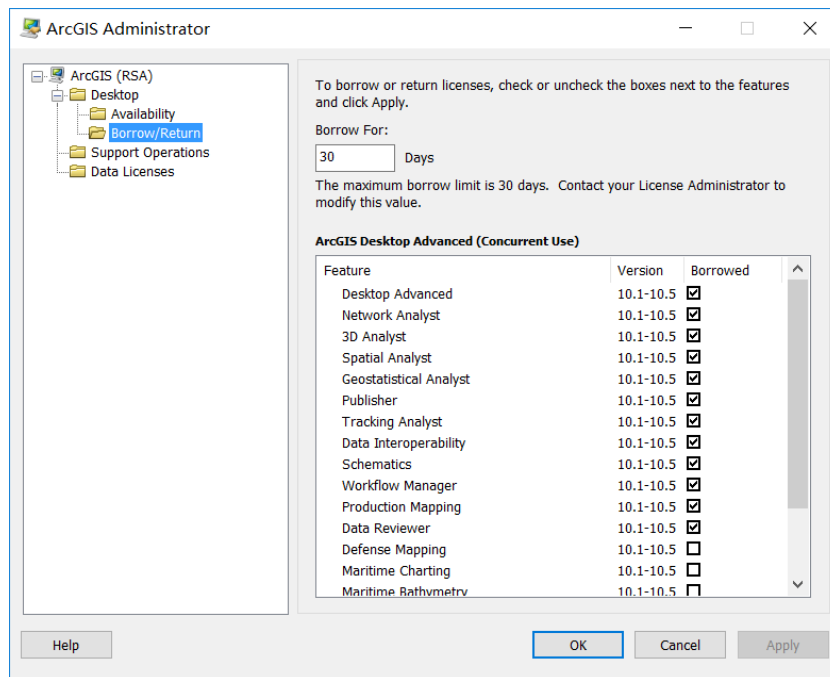 ArcGIS Administrator
ArcGIS (RSA)
Desktop
Availability
Borrow/Return
Support Operations
Data Licenses
To borrow or return licenses, check or uncheck the boxes next to the features
and click Apply.
Borrow For:
30 Days
The maximum borrow limit is 30 days.  Contact your License Administrator to
modify this value.
ArcGIS Desktop Advanced (Concurrent Use)
Feature Version Borrowed
Desktop Advanced 10.1-10.5
Network Analyst 10.1-10.5
3D Analyst 10.1-10.5
Spatial Analyst 10.1-10.5
Geostatistical Analyst 10.1-10.5
Publisher 10.1-10.5
Tracking Analyst 10.1-10.5
Data Interoperability 10.1-10.5
Schematics 10.1-10.5
Workflow Manager 10.1-10.5
Production Mapping 10.1-10.5
Data Reviewer 10.1-10.5
Defense Mapping 10.1-10.5
Maritime Charting 10.1-10.5
Maritime Bathymetry 10.1-10.5
Help OK Cancel Apply